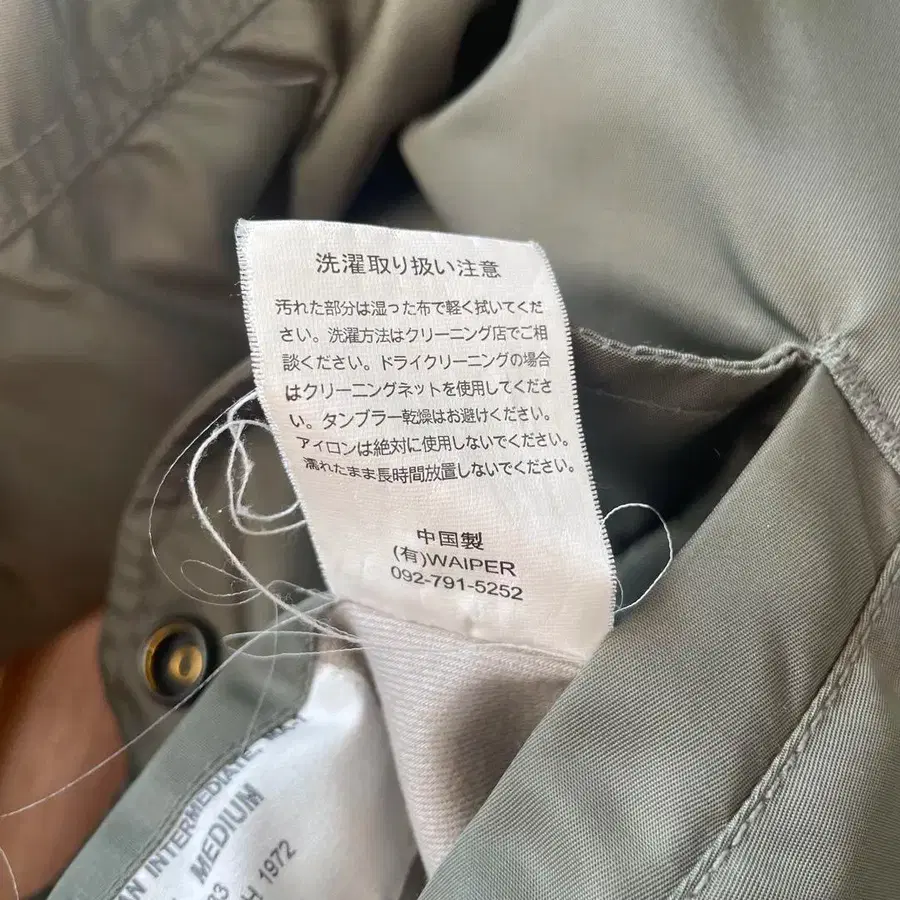 洗濯取り扱い注意
汚れた部分は湿った布で軽く拭いてくだ
さい。洗濯方法はクリーニング店でご相
談ください。ドライクリーニングの場合
はクリーニングネットを使用してくださ
い。タンブラー乾燥はお避けください。
アイロンは絶対に使用しないでください。
濡れたまま長時間放置しないでください。
中国製
(有)WAIPER
092-791-5252
AN INTERMEDIATE,
MEDIUM
H 1972